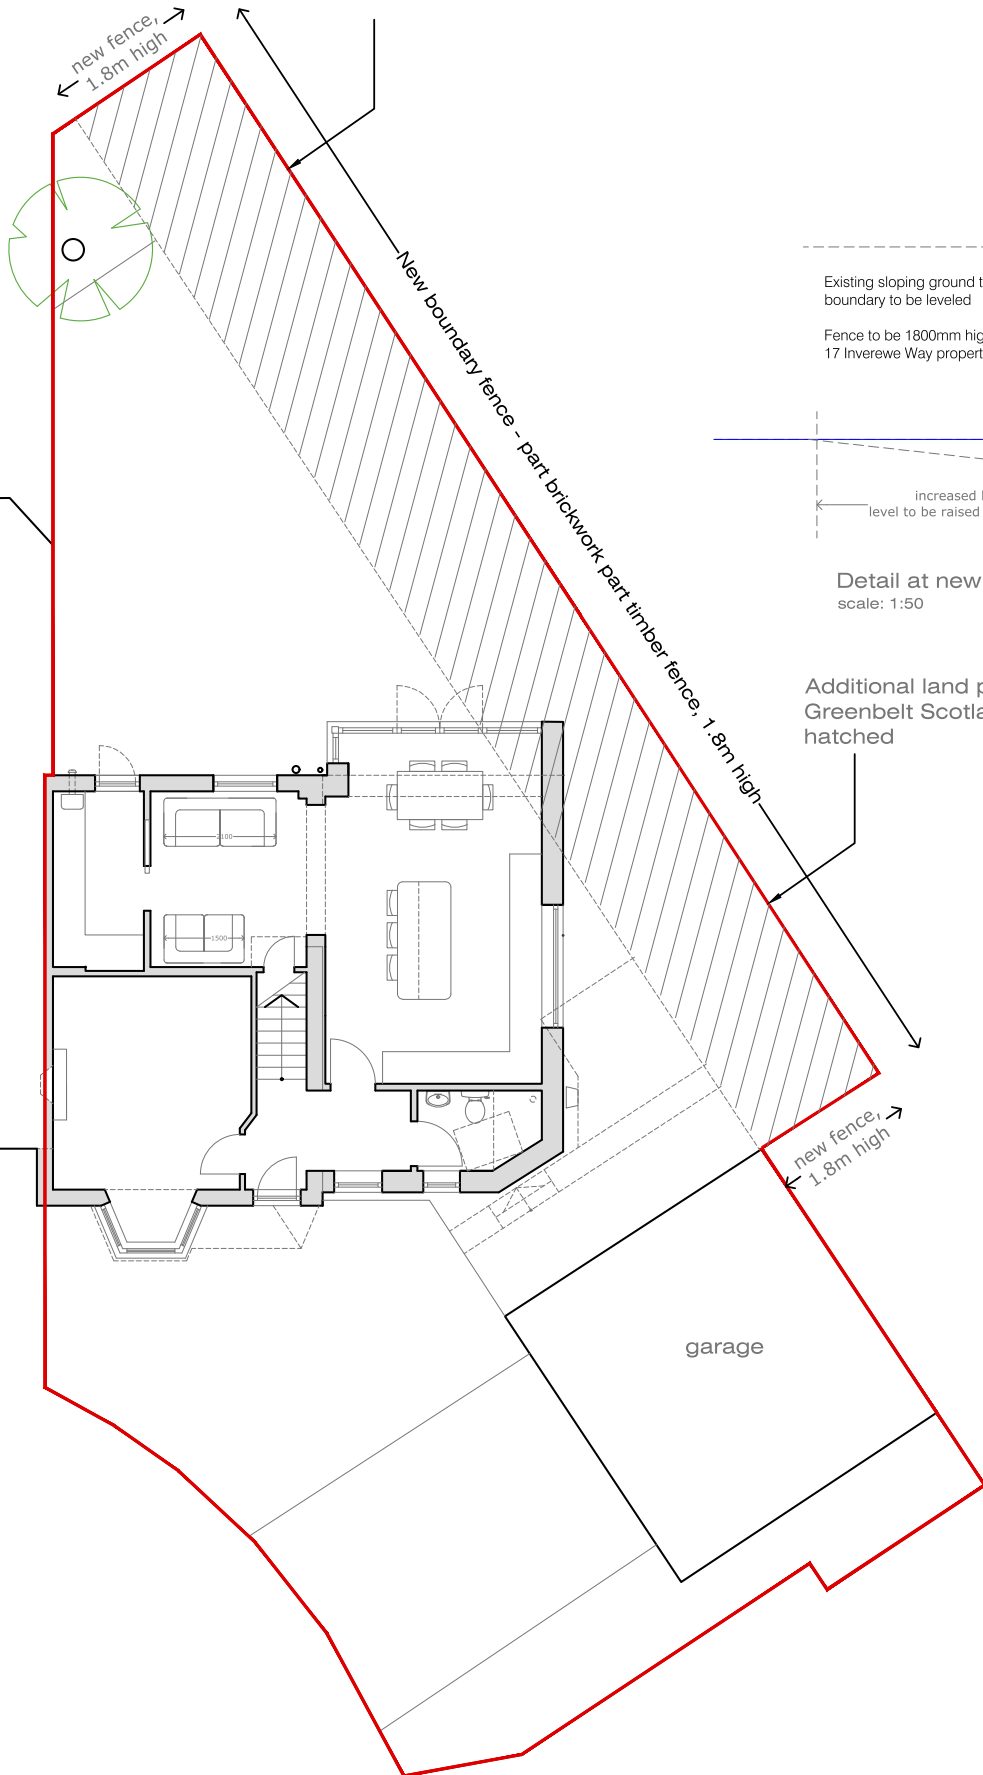 new fence,
1.8m high
New boundary fence - part brickwork part timber fence, 1.8m high
Existing sloping ground t
boundary to be leveled
Fence to be 1800mm hig
17 Inverewe Way propert
increased l
level to be raised
Detail at new
scale: 1:50
Additional land p
Greenbelt Scotla
hatched
2100
1500
new fence,
1.8m high
garage